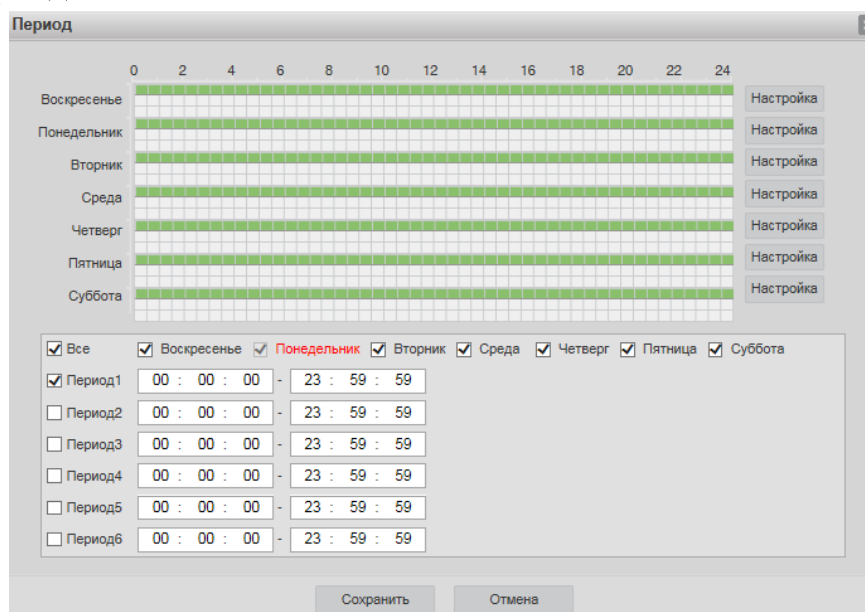 Период
0 2 4 6 8 10 12 14 16 18 20 22 24
Воскресенье Настройка
Понедельник Настройка
Вторник Настройка
Среда Настройка
Четверг Настройка
Пятница Настройка
Суббота Настройка
Все Воскресенье Понедельник Вторник Среда Четверг Пятница Суббота
Период1 00 : 00 : 00 - 23 : 59 : 59
Период2 00 : 00 : 00 - 23 : 59 : 59
Период3 00 : 00 : 00 - 23 : 59 : 59
Период4 00 : 00 : 00 - 23 : 59 : 59
Период5 00 : 00 : 00 - 23 : 59 : 59
Период6 00 : 00 : 00 - 23 : 59 : 59
Сохранить Отмена